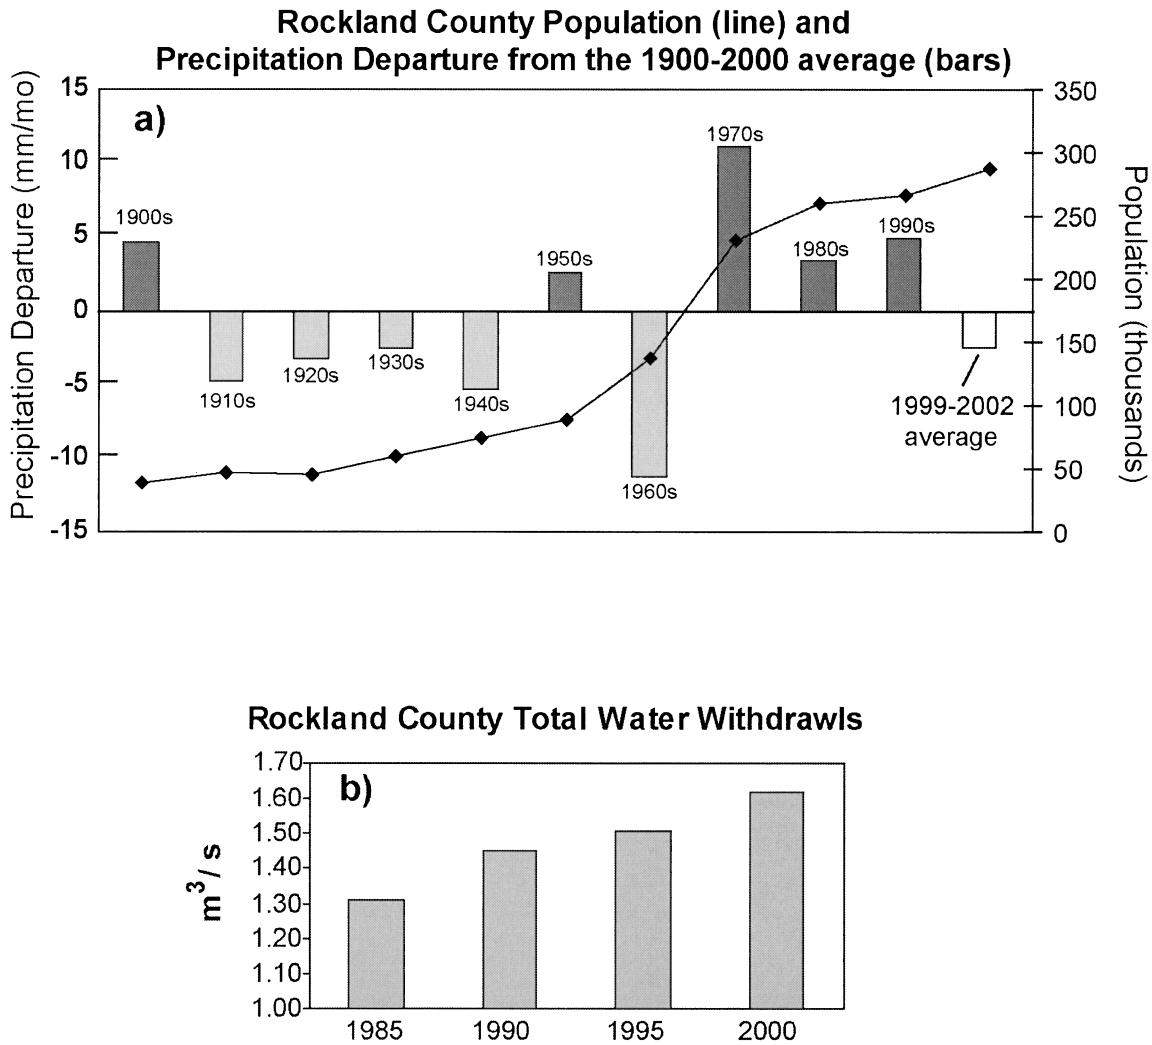 Rockland County Population (line) and
Precipitation Departure from the 1900-2000 average (bars)
Precipitation Departure (mm/mo)
15
10
5
0
-5
-10
-15
a)
1900s
1910s
1920s
1930s
1940s
1950s
1960s
1970s
1980s
1990s
1999-2002
average
350
300
250
200
150
100
50
0
Population (thousands)
Rockland County Total Water Withdrawls
m³/ s
1.70
1.60
1.50
1.40
1.30
1.20
1.10
1.00
b)
1985
1990
1995
2000